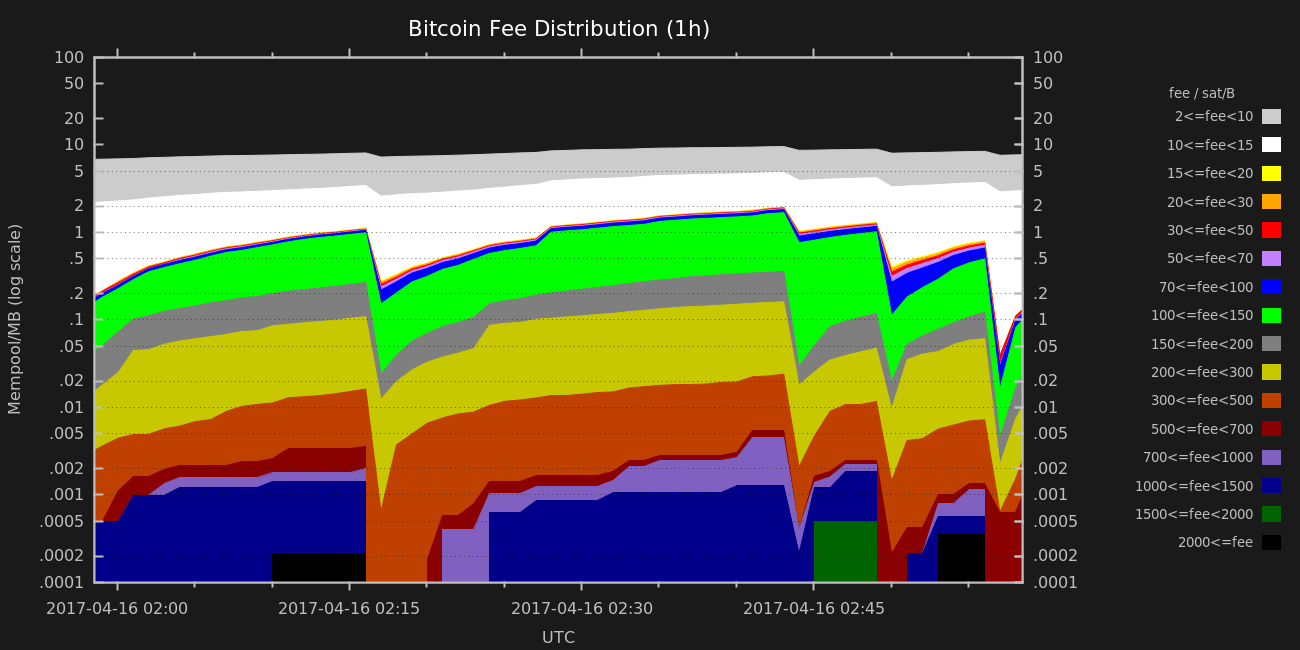 Bitcoin Fee Distribution (1h)
Mempool/MB (log scale)
100
50
20
10
5
2
1
.5
.2
.1
.05
.02
.01
.005
.002
.001
.0005
.0002
.0001
100
50
20
10
5
2
1
.5
.2
.1
.05
.02
.01
.005
.002
.001
.0005
.0002
.0001
2017-04-16 02:00
2017-04-16 02:15
2017-04-16 02:30
2017-04-16 02:45
UTC
fee / sat/B
2<=fee<10
10<=fee<15
15<=fee<20
20<=fee<30
30<=fee<50
50<=fee<70
70<=fee<100
100<=fee<150
150<=fee<200
200<=fee<300
300<=fee<500
500<=fee<700
700<=fee<1000
1000<=fee<1500
1500<=fee<2000
2000<=fee